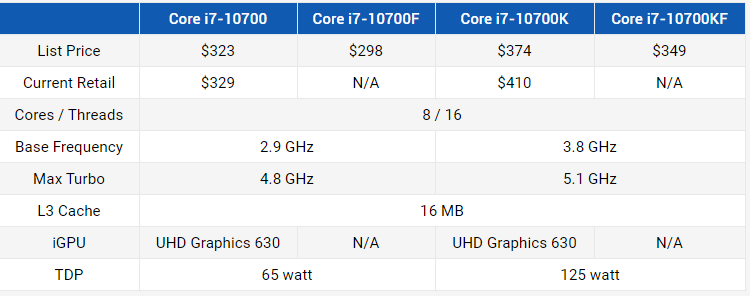 Core i7-10700 Core i7-10700F Core i7-10700K Core i7-10700KF
List Price $323 $298 $374 $349
Current Retail $329 N/A $410 N/A
Cores / Threads 8 / 16
Base Frequency 2.9 GHz 3.8 GHz
Max Turbo 4.8 GHz 5.1 GHz
L3 Cache 16 MB
iGPU UHD Graphics 630 N/A UHD Graphics 630 N/A
TDP 65 watt 125 watt